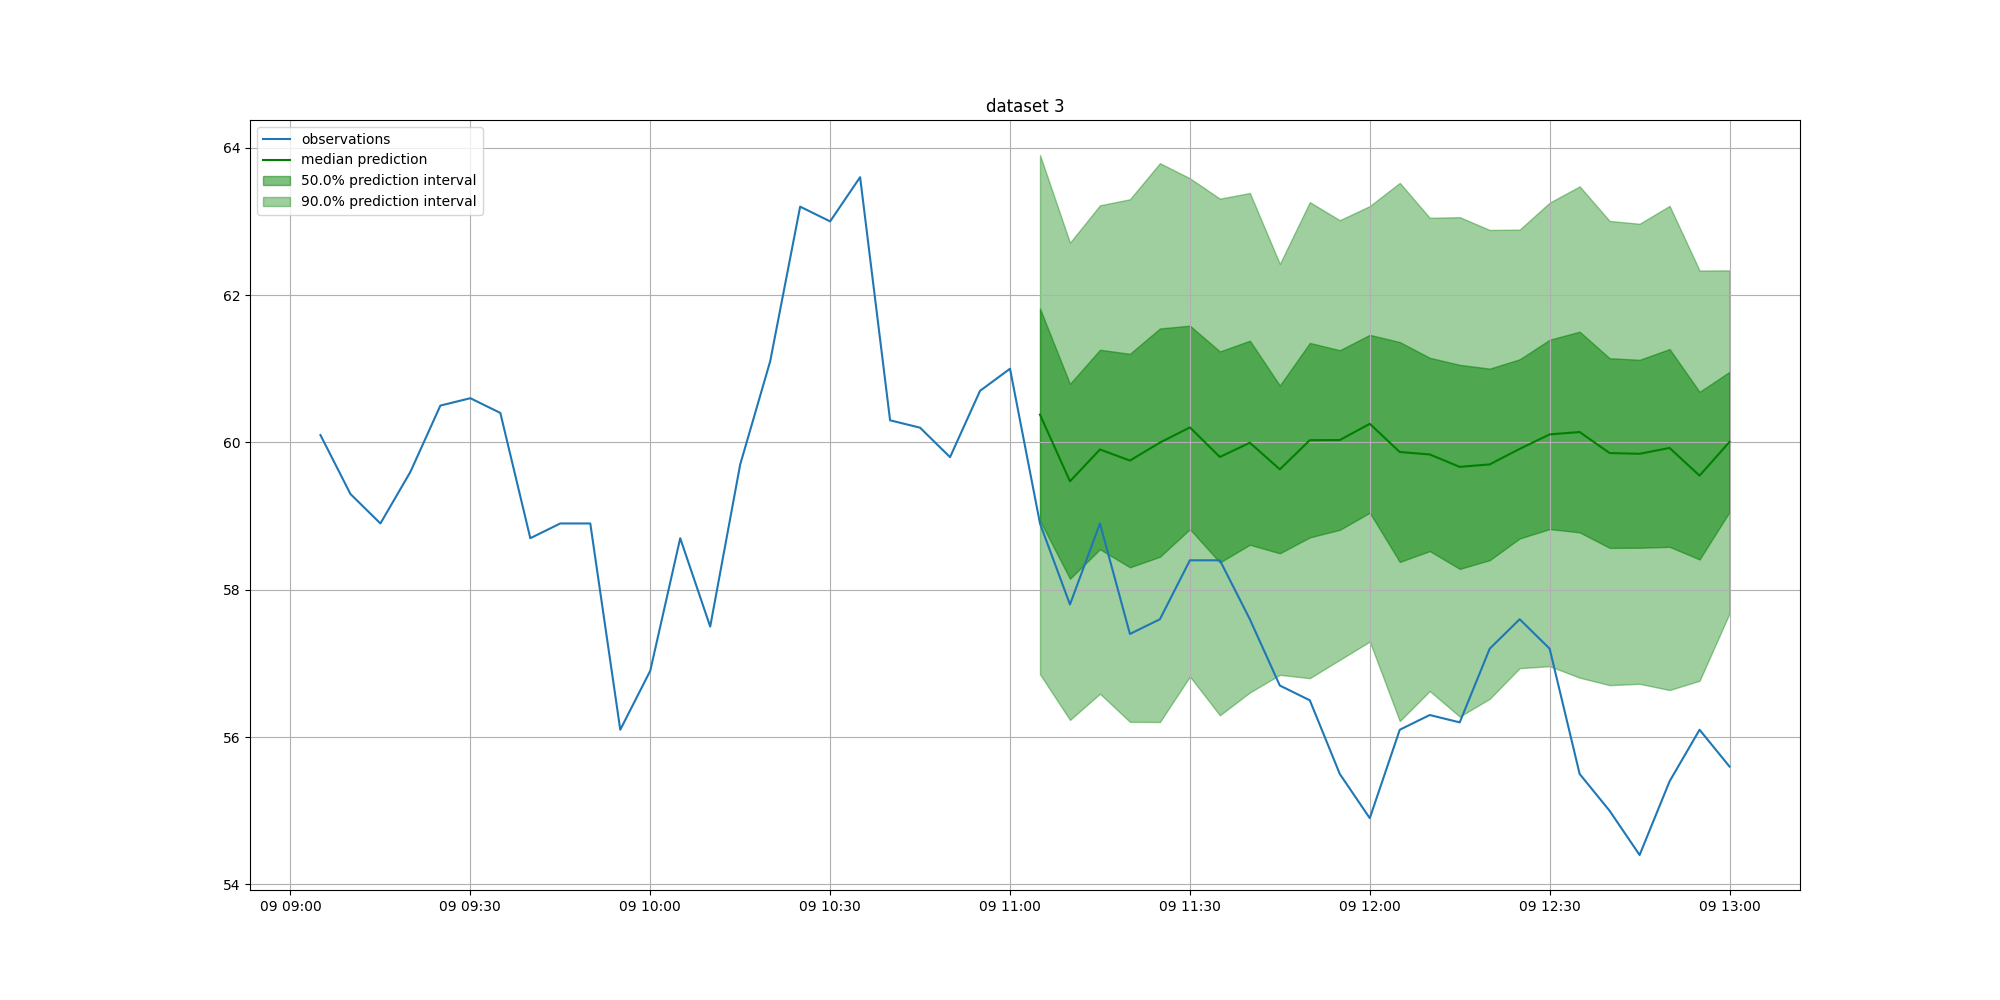 dataset 3
observations
median prediction
50.0% prediction interval
90.0% prediction interval
64
62
60
58
56
54
09 09:00 09 09:30 09 10:00 09 10:30 09 11:00 09 11:30 09 12:00 09 12:30 09 13:00